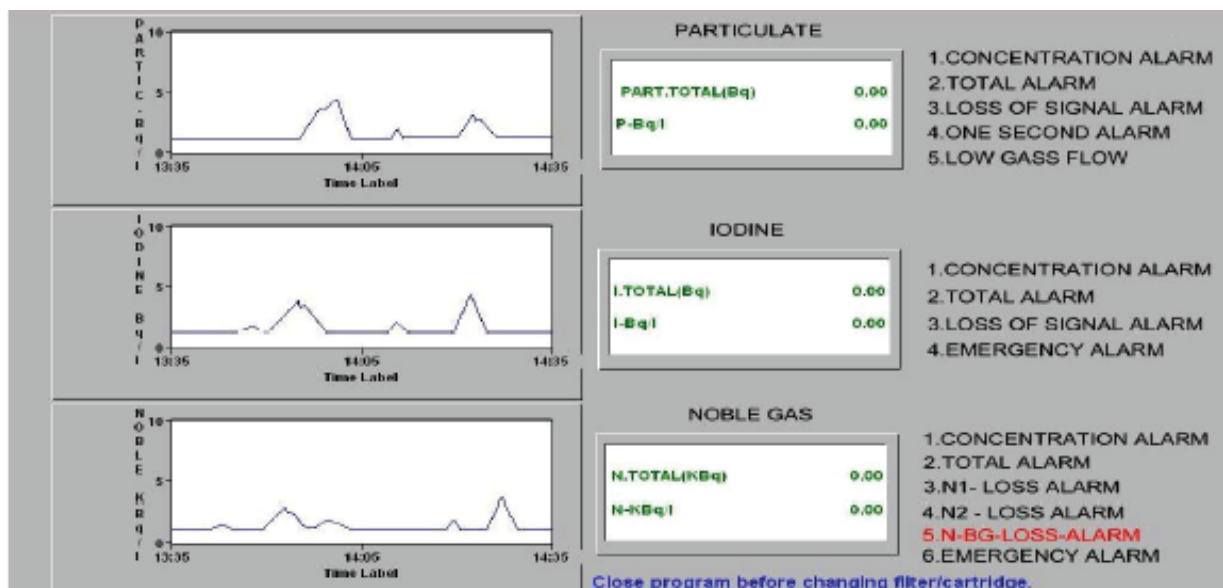 PARTIC-Bq/l
10
5
0
13:35 14:05 14:35
Time Label
PARTICULATE
PART.TOTAL(Bq) 0.00
P-Bq/l 0.00
1.CONCENTRATION ALARM
2.TOTAL ALARM
3.LOSS OF SIGNAL ALARM
4.ONE SECOND ALARM
5.LOW GASS FLOW
IODINE Bq/l
10
5
0
13:35 14:05 14:35
Time Label
IODINE
I.TOTAL(Bq) 0.00
I-Bq/l 0.00
1.CONCENTRATION ALARM
2.TOTAL ALARM
3.LOSS OF SIGNAL ALARM
4.EMERGENCY ALARM
NOBLE KBq/l
10
5
0
13:35 14:05 14:35
Time Label
NOBLE GAS
N.TOTAL(KBq) 0.00
N-KBq/l 0.00
1.CONCENTRATION ALARM
2.TOTAL ALARM
3.N1- LOSS ALARM
4.N2 - LOSS ALARM
5.N-BG-LOSS-ALARM
6.EMERGENCY ALARM
Close program before changing filter/cartridge.